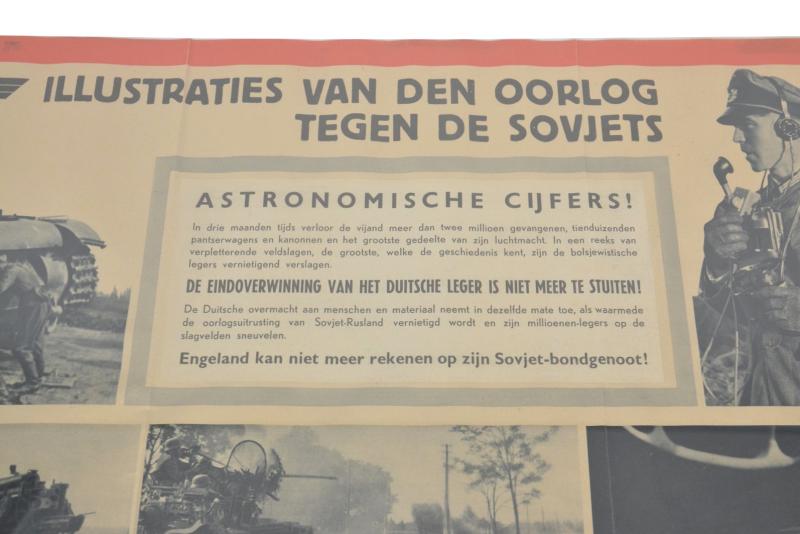 ILLUSTRATIES VAN DEN OORLOG
TEGEN DE SOVJETS
ASTRONOMISCHE CIJFERS!
In drie maanden tijds verloor de vijand meer dan twee millioen gevangenen, tienduizenden
pantserwagens en kanonnen en het grootste gedeelte van zijn luchtmacht. In een reeks van
verpletterende veldslagen, de grootste, welke de geschiedenis kent, zijn de bolsjewistische
legers vernietigend verslagen.
DE EINDOVERWINNING VAN HET DUITSCHE LEGER IS NIET MEER TE STUITEN!
De Duitsche overmacht aan menschen en materiaal neemt in dezelfde mate toe, als waarmede
de oorlogsuitrusting van Sovjet-Rusland vernietigd wordt en zijn millioenen-legers op de
slagvelden sneuvelen.
Engeland kan niet meer rekenen op zijn Sovjet-bondgenoot!